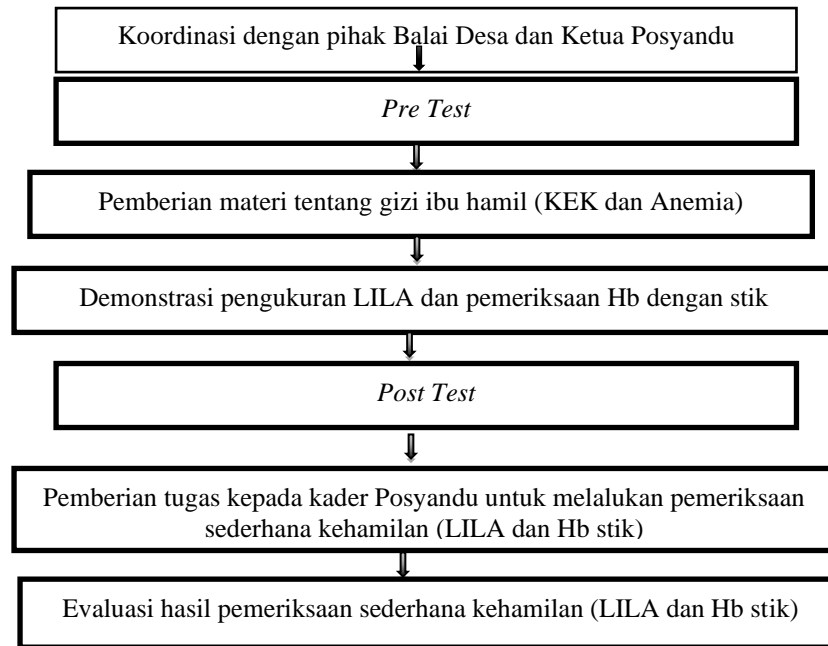 Koordinasi dengan pihak Balai Desa dan Ketua Posyandu
Pre Test
Pemberian materi tentang gizi ibu hamil (KEK dan Anemia)
Demonstrasi pengukuran LILA dan pemeriksaan Hb dengan stik
Post Test
Pemberian tugas kepada kader Posyandu untuk melalukan pemeriksaan
sederhana kehamilan (LILA dan Hb stik)
Evaluasi hasil pemeriksaan sederhana kehamilan (LILA dan Hb stik)